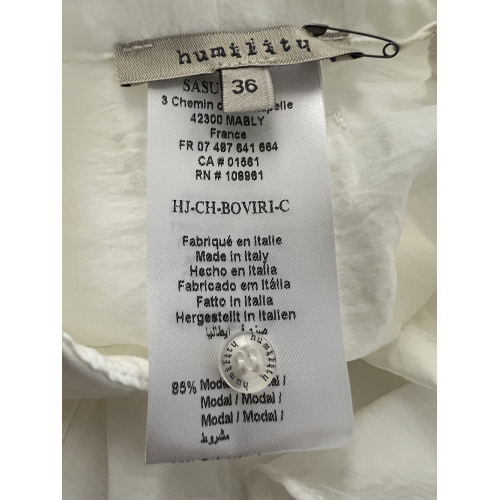 humility
36
SASU
3 Chemin
42300 MABLY
France
FR 07 487 641 664
CA # 01561
RN # 106961
HJ-CH-BOVIRI-C
Fabriqué en Italie
Made in Italy
Hecho en Italia
Fabricado em Itália
Fatto in Italia
Hergestellt in Italien
صنع في إيطاليا
humility humility
85% Modal /
Modal / Modal /
Modal / Modal /